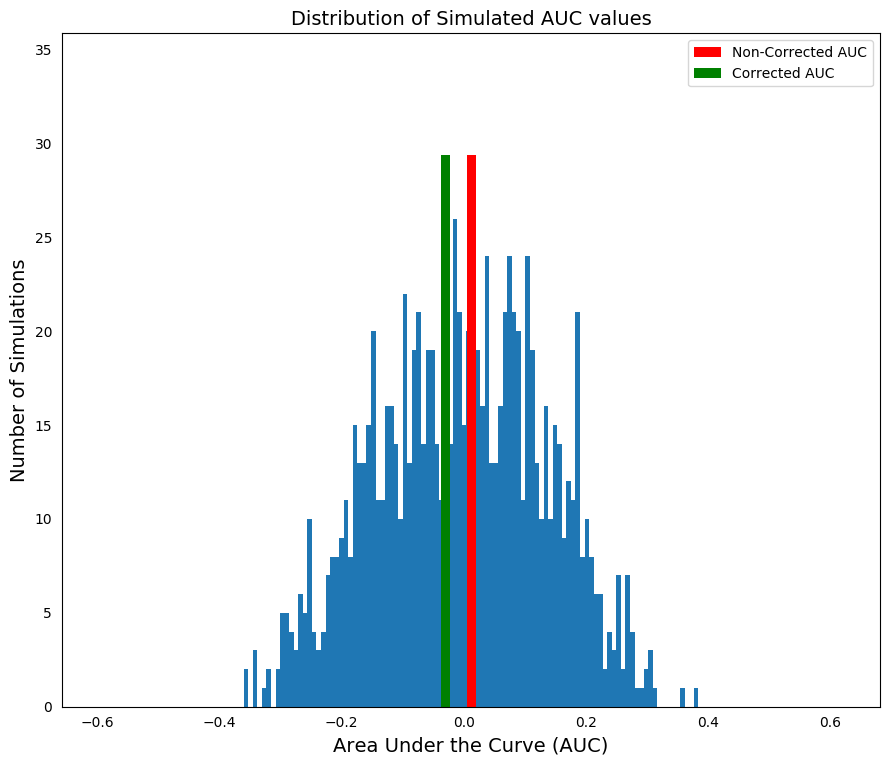 Distribution of Simulated AUC values
Non-Corrected AUC
Corrected AUC
35
30
25
20
15
10
5
0
Number of Simulations
−0.6 −0.4 −0.2 0.0 0.2 0.4 0.6
Area Under the Curve (AUC)